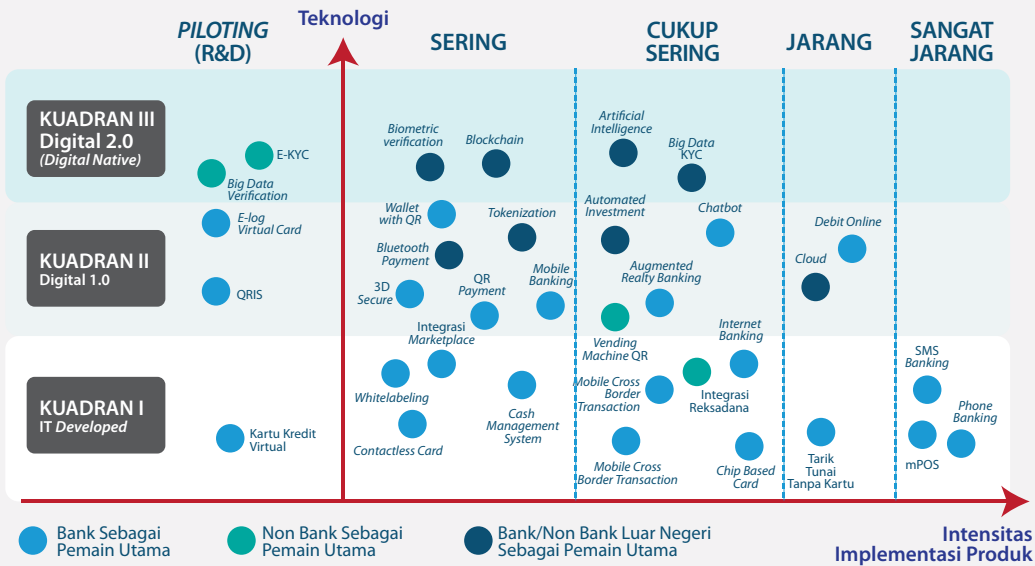 Teknologi
PILOTING
(R&D)
SERING
CUKUP
SERING
JARANG
SANGAT
JARANG
KUADRAN III
Digital 2.0
(Digital Native)
E-KYC
Big Data
Verification
Biometric
verification
Blockchain
Artificial
Intelligence
Big Data
KYC
KUADRAN II
Digital 1.0
E-log
Virtual Card
QRIS
Wallet
with QR
Tokenization
Bluetooth
Payment
3D
Secure
QR
Payment
Mobile
Banking
Automated
Investment
Chatbot
Augmented
Realty Banking
Vending
Machine QR
Debit Online
Cloud
KUADRAN I
IT Developed
Kartu Kredit
Virtual
Integrasi
Marketplace
Whitelabeling
Contactless Card
Cash
Management
System
Internet
Banking
Mobile Cross
Border
Transaction
Integrasi
Reksadana
Mobile Cross
Border Transaction
Chip Based
Card
Tarik
Tunai
Tanpa Kartu
SMS
Banking
Phone
Banking
mPOS
Bank Sebagai
Pemain Utama
Non Bank Sebagai
Pemain Utama
Bank/Non Bank Luar Negeri
Sebagai Pemain Utama
Intensitas
Implementasi Produk